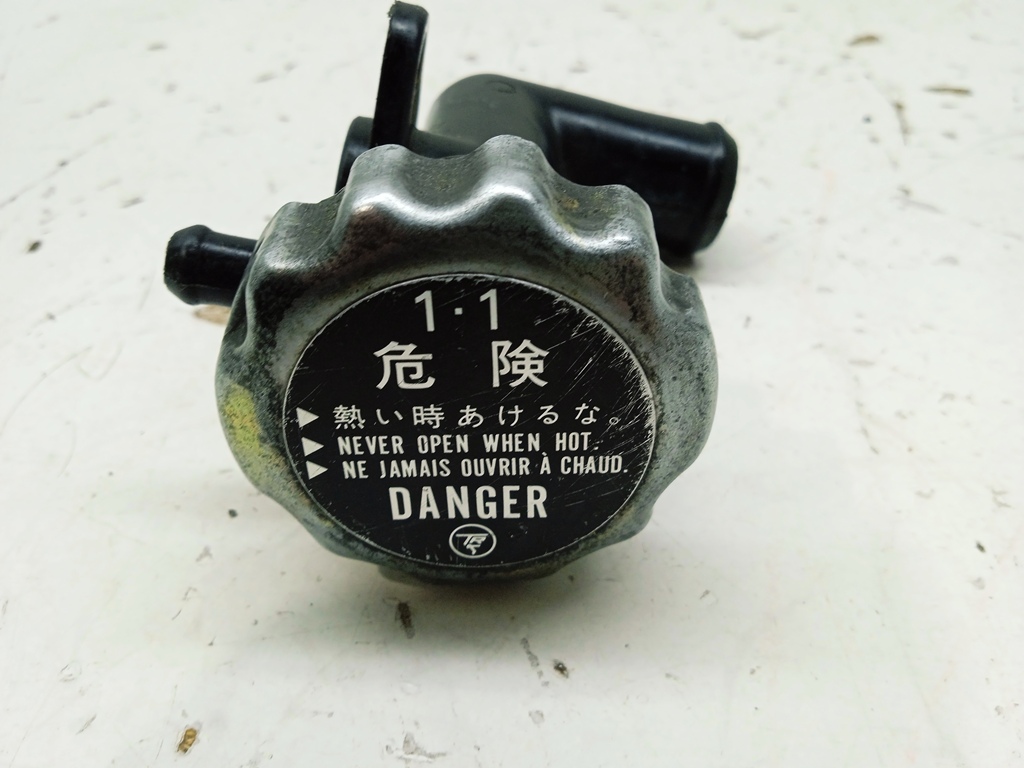 1·1
危険
▶ 熱い時あけるな。
▶ NEVER OPEN WHEN HOT.
▶ NE JAMAIS OUVRIR À CHAUD.
DANGER